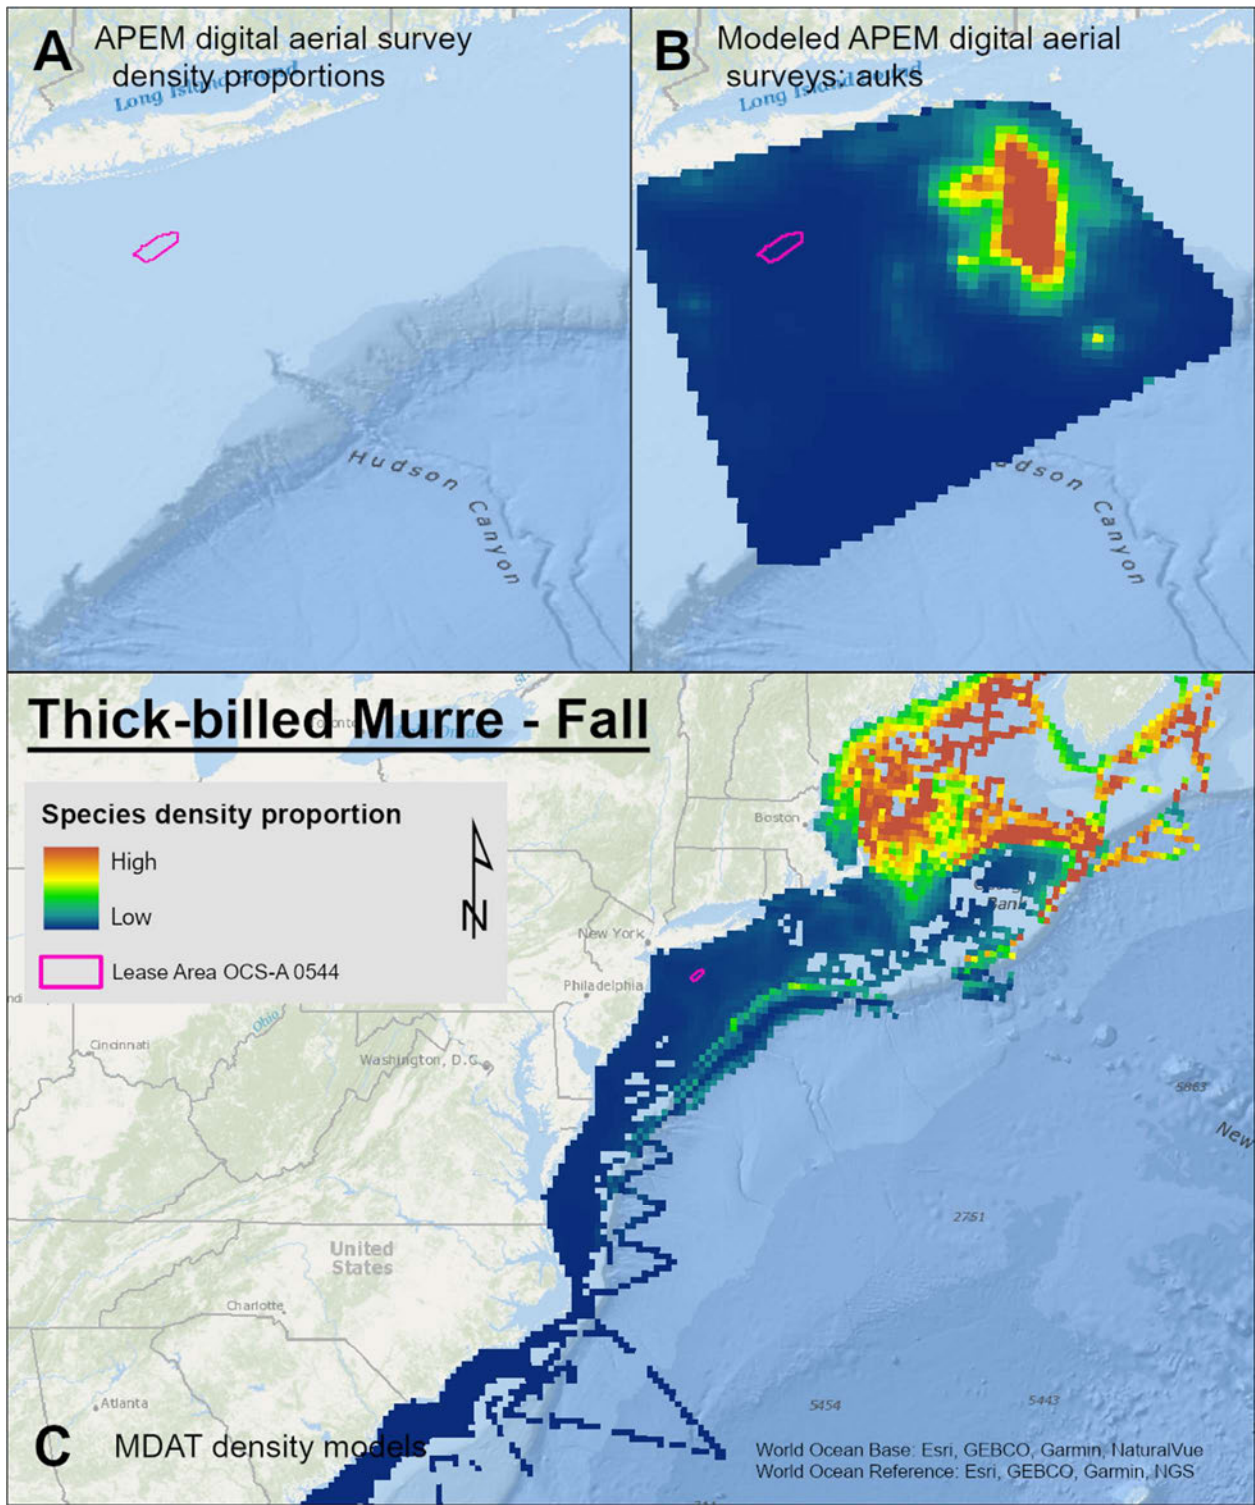 A
APEM digital aerial survey
density proportions
Long Island Sound
Hudson Canyon
B
Modeled APEM digital aerial
surveys: auks
Long Island Sound
Canyon
Thick-billed Murre - Fall
Species density proportion
High
Low
Lease Area OCS-A 0544
N
Boston
Bank
New York
Philadelphia
Ohio
Cincinnati
Washington, D.C.
5863
New
2751
United
States
Charlotte
Atlanta
5454
5443
C
MDAT density models
World Ocean Base: Esri, GEBCO, Garmin, NaturalVue
World Ocean Reference: Esri, GEBCO, Garmin, NGS